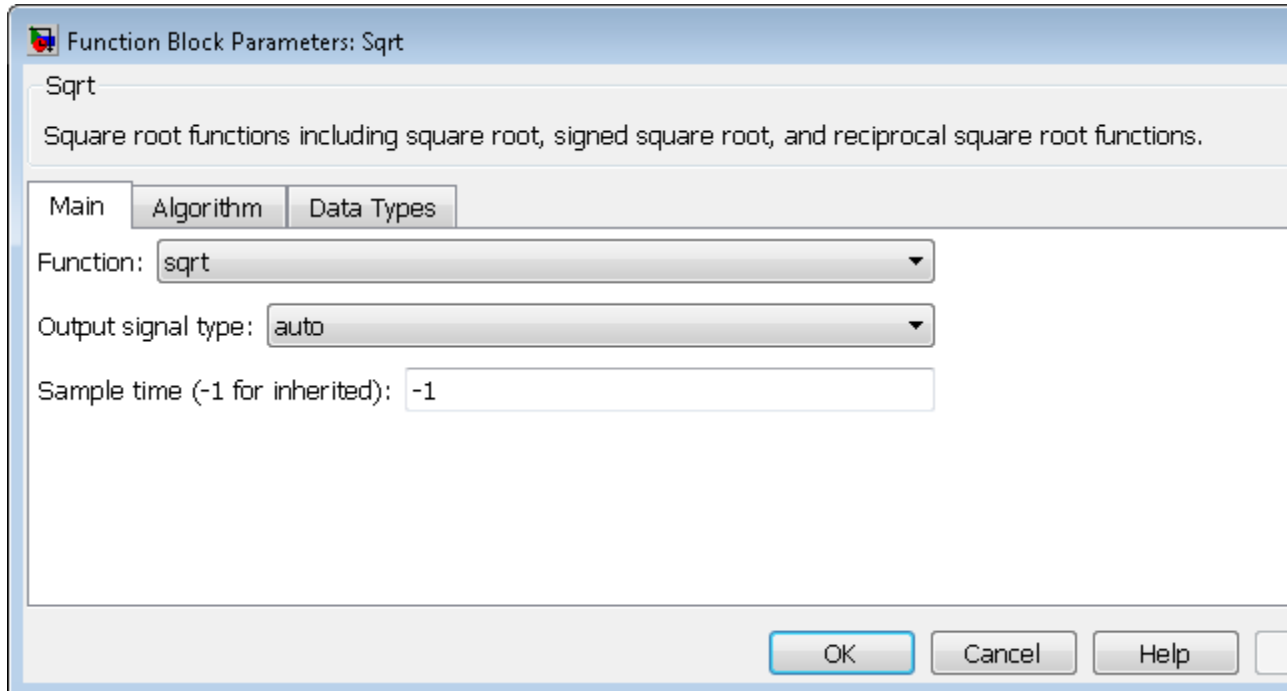 Function Block Parameters: Sqrt
Sqrt
Square root functions including square root, signed square root, and reciprocal square root functions.
Main Algorithm Data Types
Function: sqrt
Output signal type: auto
Sample time (-1 for inherited): -1
OK Cancel Help